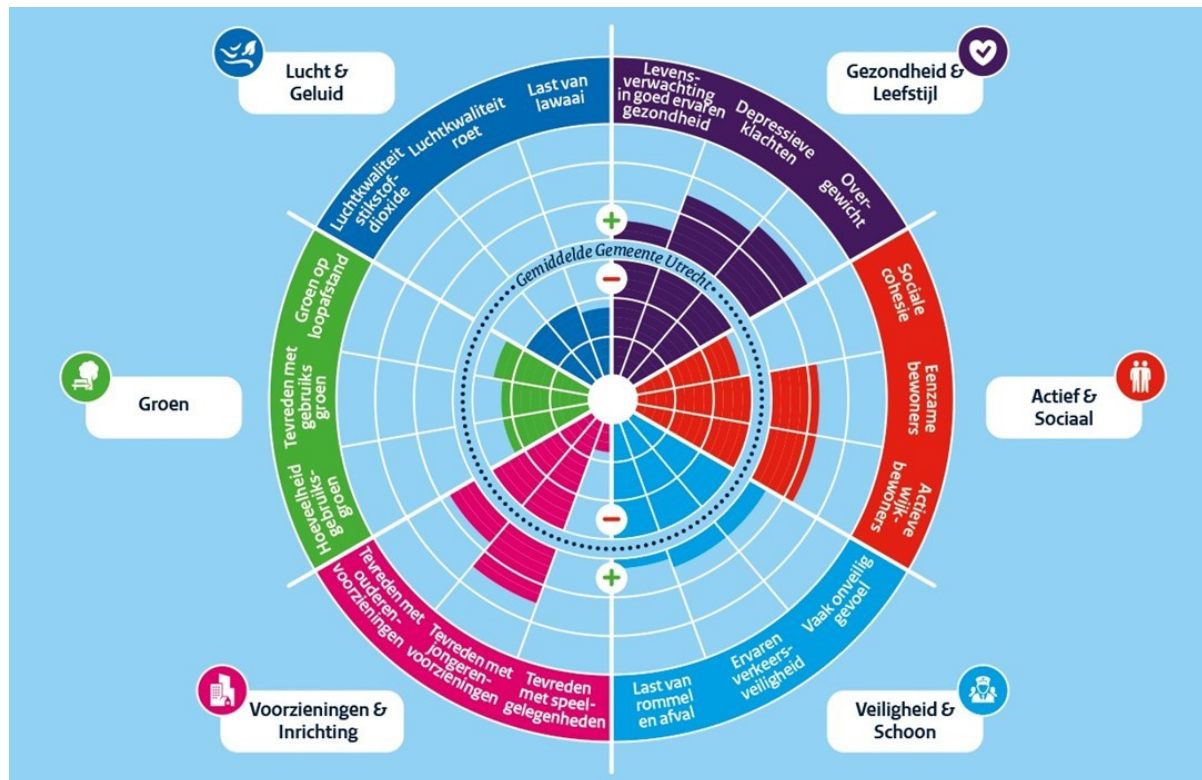 Lucht &
Geluid
Gezondheid &
Leefstijl
Last van
lawaai
Luchtkwaliteit
roet
Luchtkwaliteit
stikstof-
dioxide
Levens-
verwachting
in goed ervaren
gezondheid
Depressieve
klachten
Over-
gewicht
+
Gemiddelde Gemeente Utrecht
−
Groen op
loopafstand
Tevreden met
gebruiks
groen
Hoeveelheid
gebruiks-
groen
Groen
Sociale
cohesie
Eenzame
bewoners
Actieve
wijk-
bewoners
Actief &
Sociaal
−
+
Tevreden met
ouderen-
voorzieningen
Tevreden met
jongeren-
voorzieningen
Tevreden
met speel-
gelegenheden
Last van
rommel
en afval
Ervaren
verkeers-
veiligheid
Vaak onveilig
gevoel
Voorzieningen &
Inrichting
Veiligheid &
Schoon